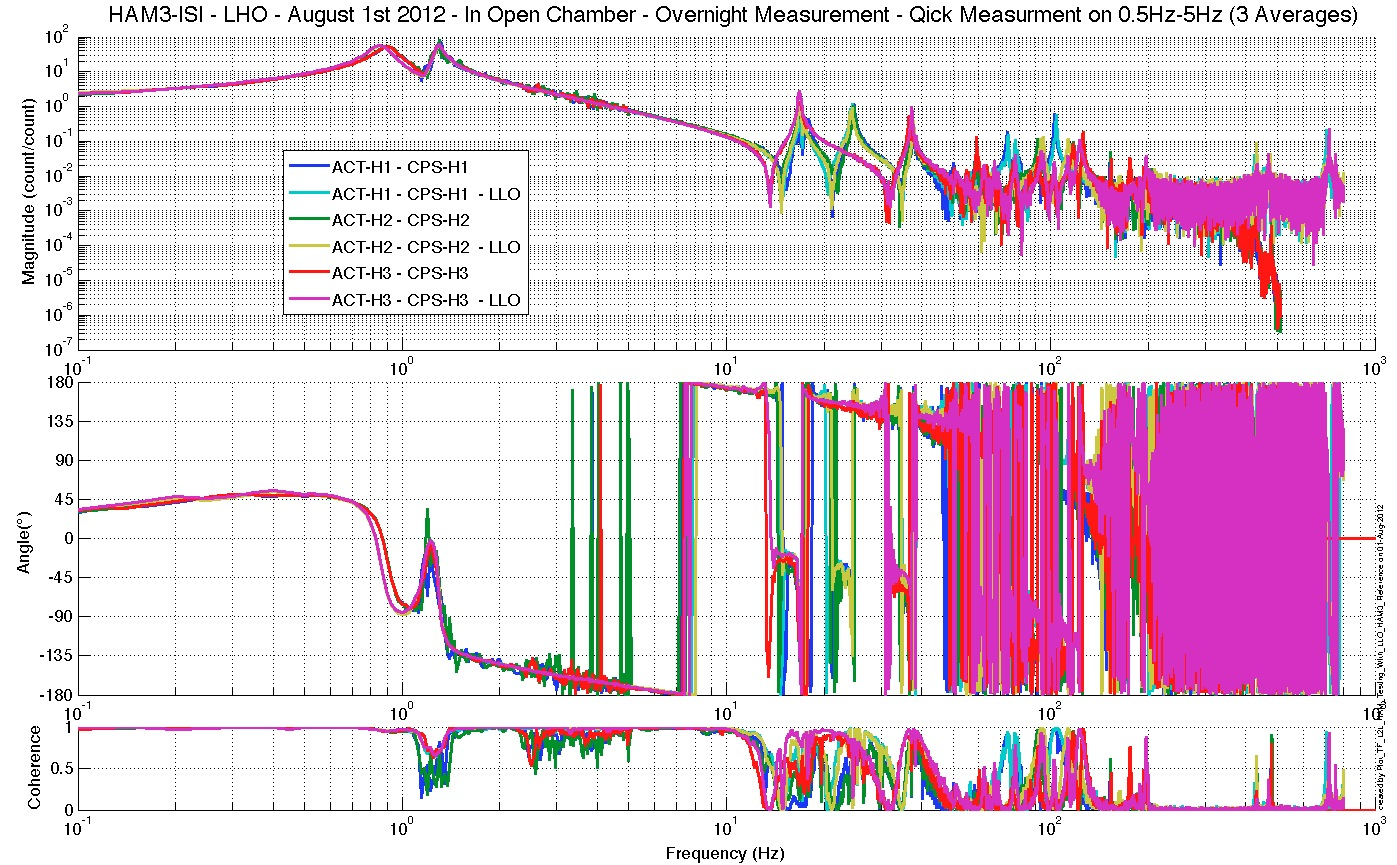 HAM3-ISI - LHO - August 1st 2012 - In Open Chamber - Overnight Measurement - Qick Measurment on 0.5Hz-5Hz (3 Averages)
Magnitude (count/count)
10^2
10^1
10^0
10^-1
10^-2
10^-3
10^-4
10^-5
10^-6
10^-7
ACT-H1 - CPS-H1
ACT-H1 - CPS-H1 - LLO
ACT-H2 - CPS-H2
ACT-H2 - CPS-H2 - LLO
ACT-H3 - CPS-H3
ACT-H3 - CPS-H3 - LLO
10^-1 10^0 10^1 10^2 10^3
Angle(°)
180
135
90
45
0
-45
-90
-135
-180
10^-1 10^0 10^1 10^2
Coherence
1
0.5
0
10^-1 10^0 10^1 10^2 10^3
Frequency (Hz)